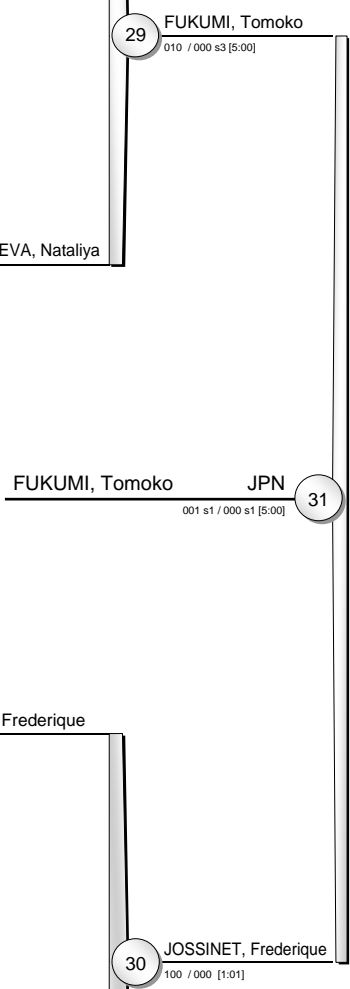 29
FUKUMI, Tomoko
010 / 000 s3 [5:00]
EVA, Nataliya
FUKUMI, Tomoko JPN
31
001 s1 / 000 s1 [5:00]
Frederique
30
JOSSINET, Frederique
100 / 000 [1:01]